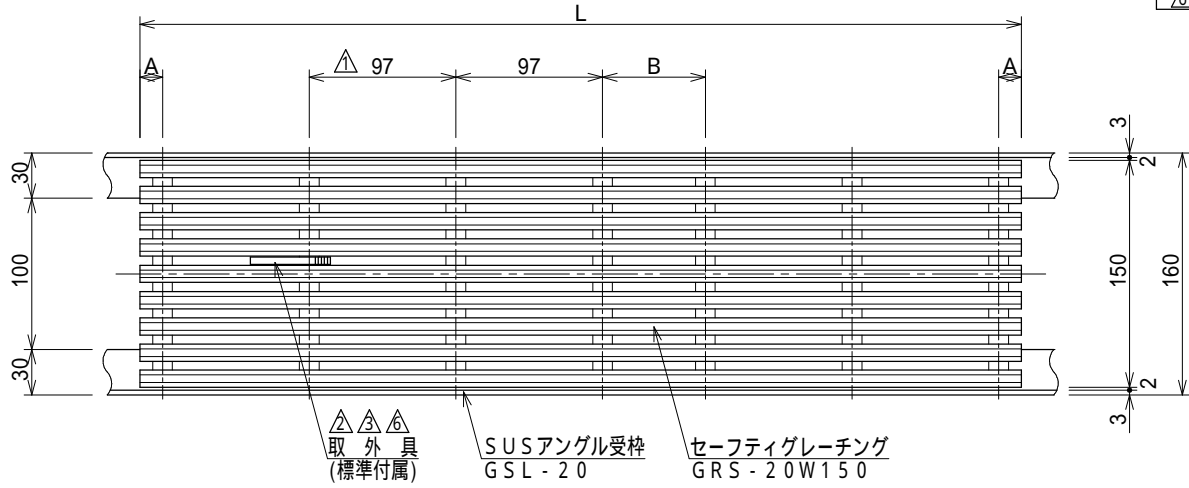 L
A
1 97
97
B
A
3
2
30
100
30
150
160
2
3
2 3 6
取 外 具
(標準付属)
SUSアングル受枠
GSL-20
セーフティグレーチング
GRS-20W150